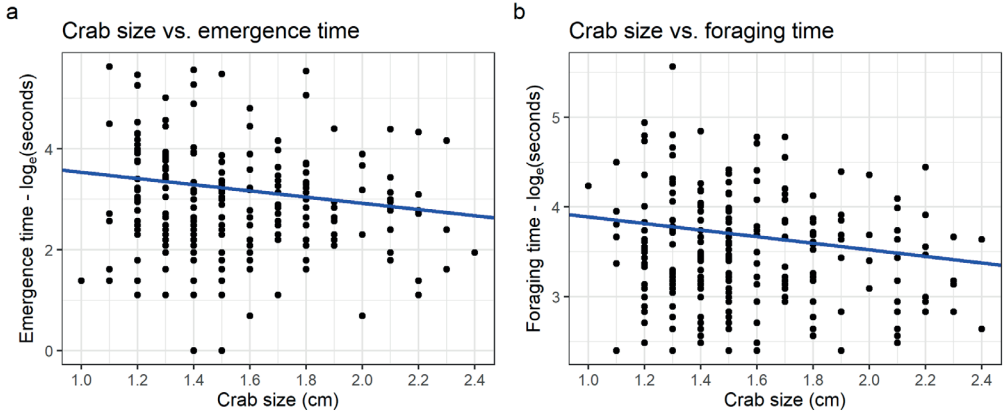 a
Crab size vs. emergence time
Emergence time - logₑ(seconds)
4
2
0
1.0 1.2 1.4 1.6 1.8 2.0 2.2 2.4
Crab size (cm)
b
Crab size vs. foraging time
Foraging time - logₑ(seconds)
5
4
3
1.0 1.2 1.4 1.6 1.8 2.0 2.2 2.4
Crab size (cm)